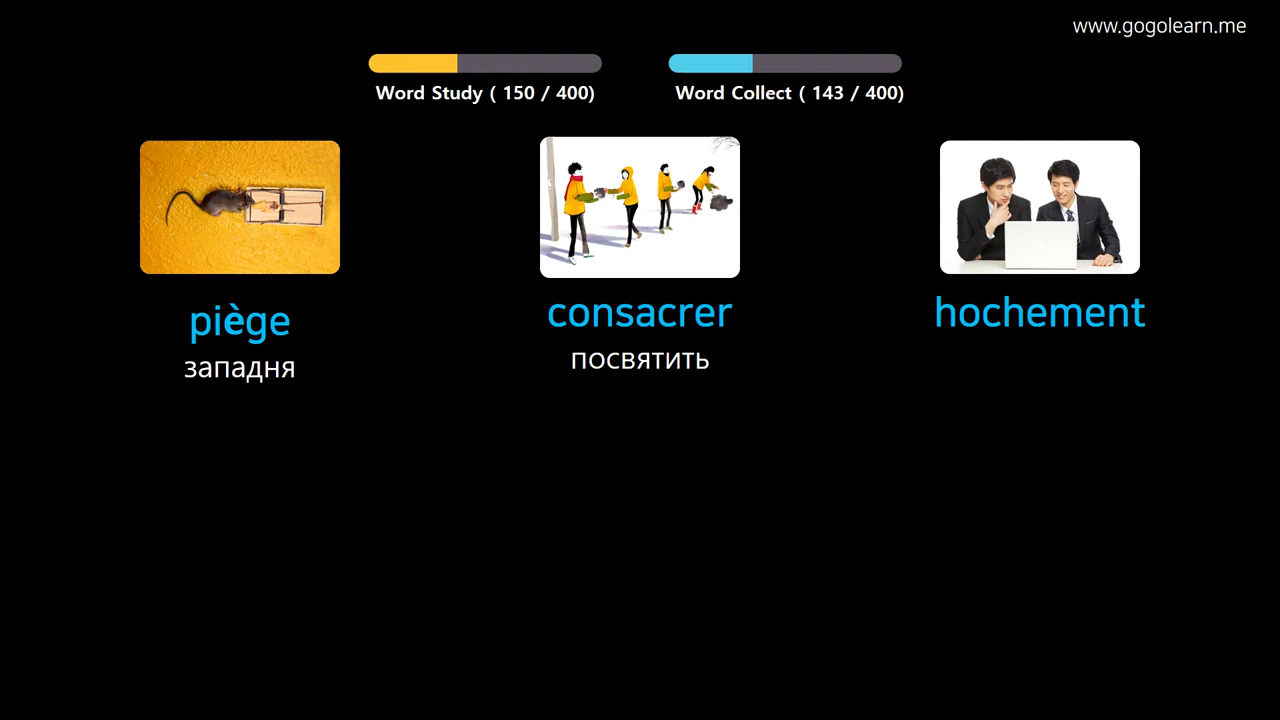 www.gogolearn.me
Word Study ( 150 / 400)
Word Collect ( 143 / 400)
piège
западня
consacrer
посвятить
hochement